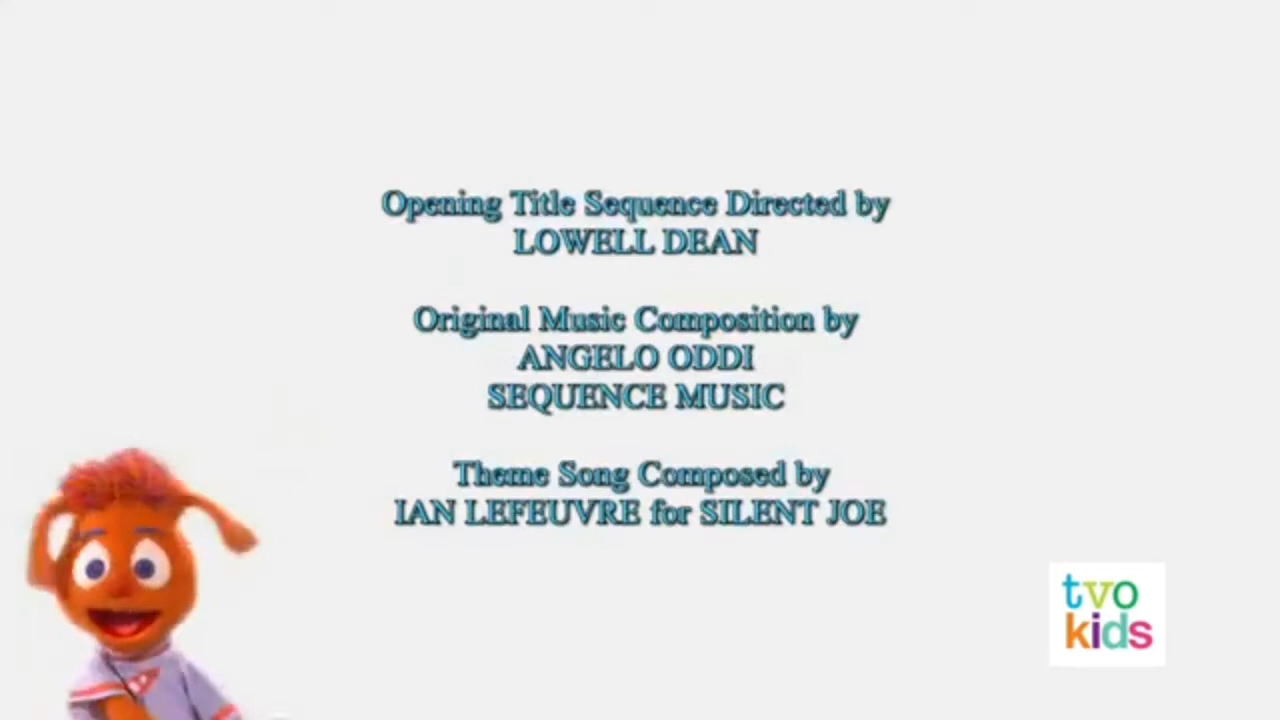 Opening Title Sequence Directed by
LOWELL DEAN
Original Music Composition by
ANGELO ODDI
SEQUENCE MUSIC
Theme Song Composed by
IAN LEFEUVRE for SILENT JOE
tvo
kids